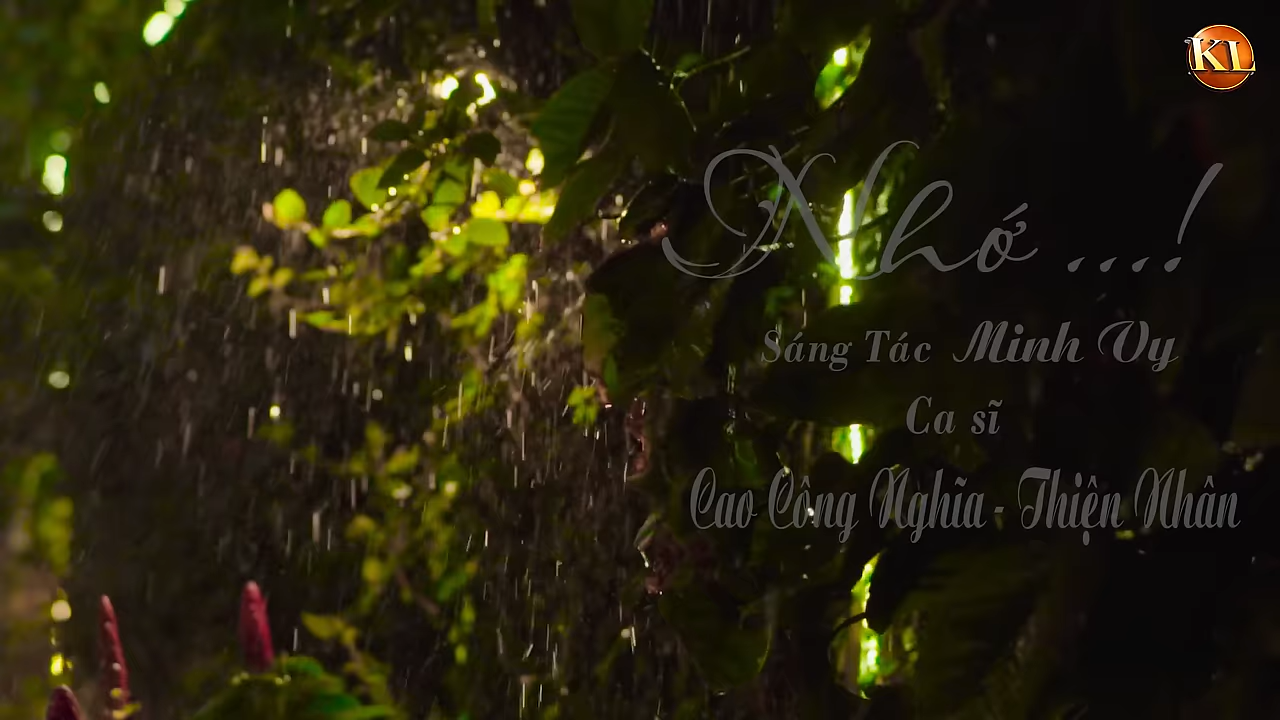 KL
Nhớ ....!
Sáng Tác Minh Vy
Ca sĩ
Cao Công Nghĩa - Thiện Nhân